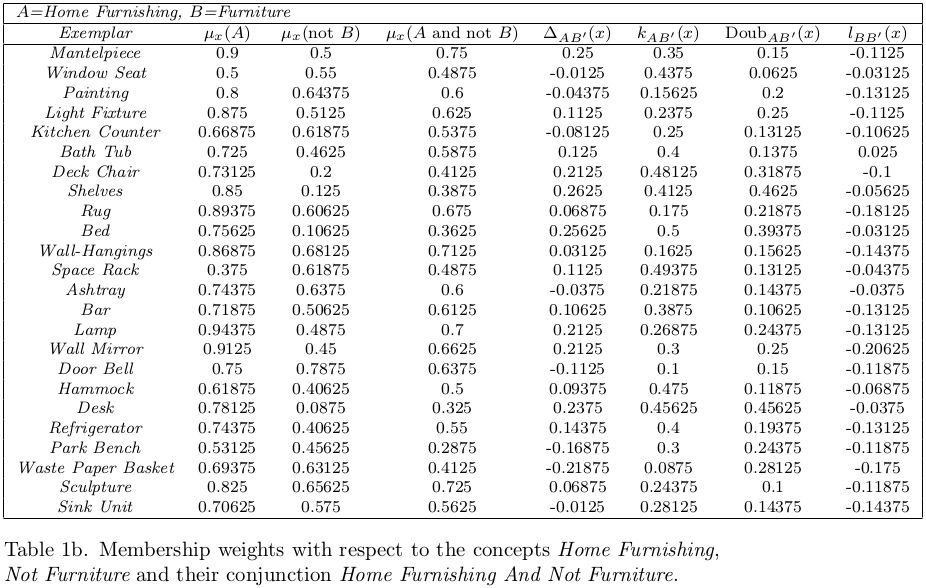 A=Home Furnishing, B=Furniture
Exemplar μx(A) μx(not B) μx(A and not B) ΔAB′(x) kAB′(x) DoubAB′(x) lBB′(x)
Mantelpiece 0.9 0.5 0.75 0.25 0.35 0.15 -0.1125
Window Seat 0.5 0.55 0.4875 -0.0125 0.4375 0.0625 -0.03125
Painting 0.8 0.64375 0.6 -0.04375 0.15625 0.2 -0.13125
Light Fixture 0.875 0.5125 0.625 0.1125 0.2375 0.25 -0.1125
Kitchen Counter 0.66875 0.61875 0.5375 -0.08125 0.25 0.13125 -0.10625
Bath Tub 0.725 0.4625 0.5875 0.125 0.4 0.1375 0.025
Deck Chair 0.73125 0.2 0.4125 0.2125 0.48125 0.31875 -0.1
Shelves 0.85 0.125 0.3875 0.2625 0.4125 0.4625 -0.05625
Rug 0.89375 0.60625 0.675 0.06875 0.175 0.21875 -0.18125
Bed 0.75625 0.10625 0.3625 0.25625 0.5 0.39375 -0.03125
Wall-Hangings 0.86875 0.68125 0.7125 0.03125 0.1625 0.15625 -0.14375
Space Rack 0.375 0.61875 0.4875 0.1125 0.49375 0.13125 -0.04375
Ashtray 0.74375 0.6375 0.6 -0.0375 0.21875 0.14375 -0.0375
Bar 0.71875 0.50625 0.6125 0.10625 0.3875 0.10625 -0.13125
Lamp 0.94375 0.4875 0.7 0.2125 0.26875 0.24375 -0.13125
Wall Mirror 0.9125 0.45 0.6625 0.2125 0.3 0.25 -0.20625
Door Bell 0.75 0.7875 0.6375 -0.1125 0.1 0.15 -0.11875
Hammock 0.61875 0.40625 0.5 0.09375 0.475 0.11875 -0.06875
Desk 0.78125 0.0875 0.325 0.2375 0.45625 0.45625 -0.0375
Refrigerator 0.74375 0.40625 0.55 0.14375 0.4 0.19375 -0.13125
Park Bench 0.53125 0.45625 0.2875 -0.16875 0.3 0.24375 -0.11875
Waste Paper Basket 0.69375 0.63125 0.4125 -0.21875 0.0875 0.28125 -0.175
Sculpture 0.825 0.65625 0.725 0.06875 0.24375 0.1 -0.11875
Sink Unit 0.70625 0.575 0.5625 -0.0125 0.28125 0.14375 -0.14375
Table 1b. Membership weights with respect to the concepts Home Furnishing,
Not Furniture and their conjunction Home Furnishing And Not Furniture.